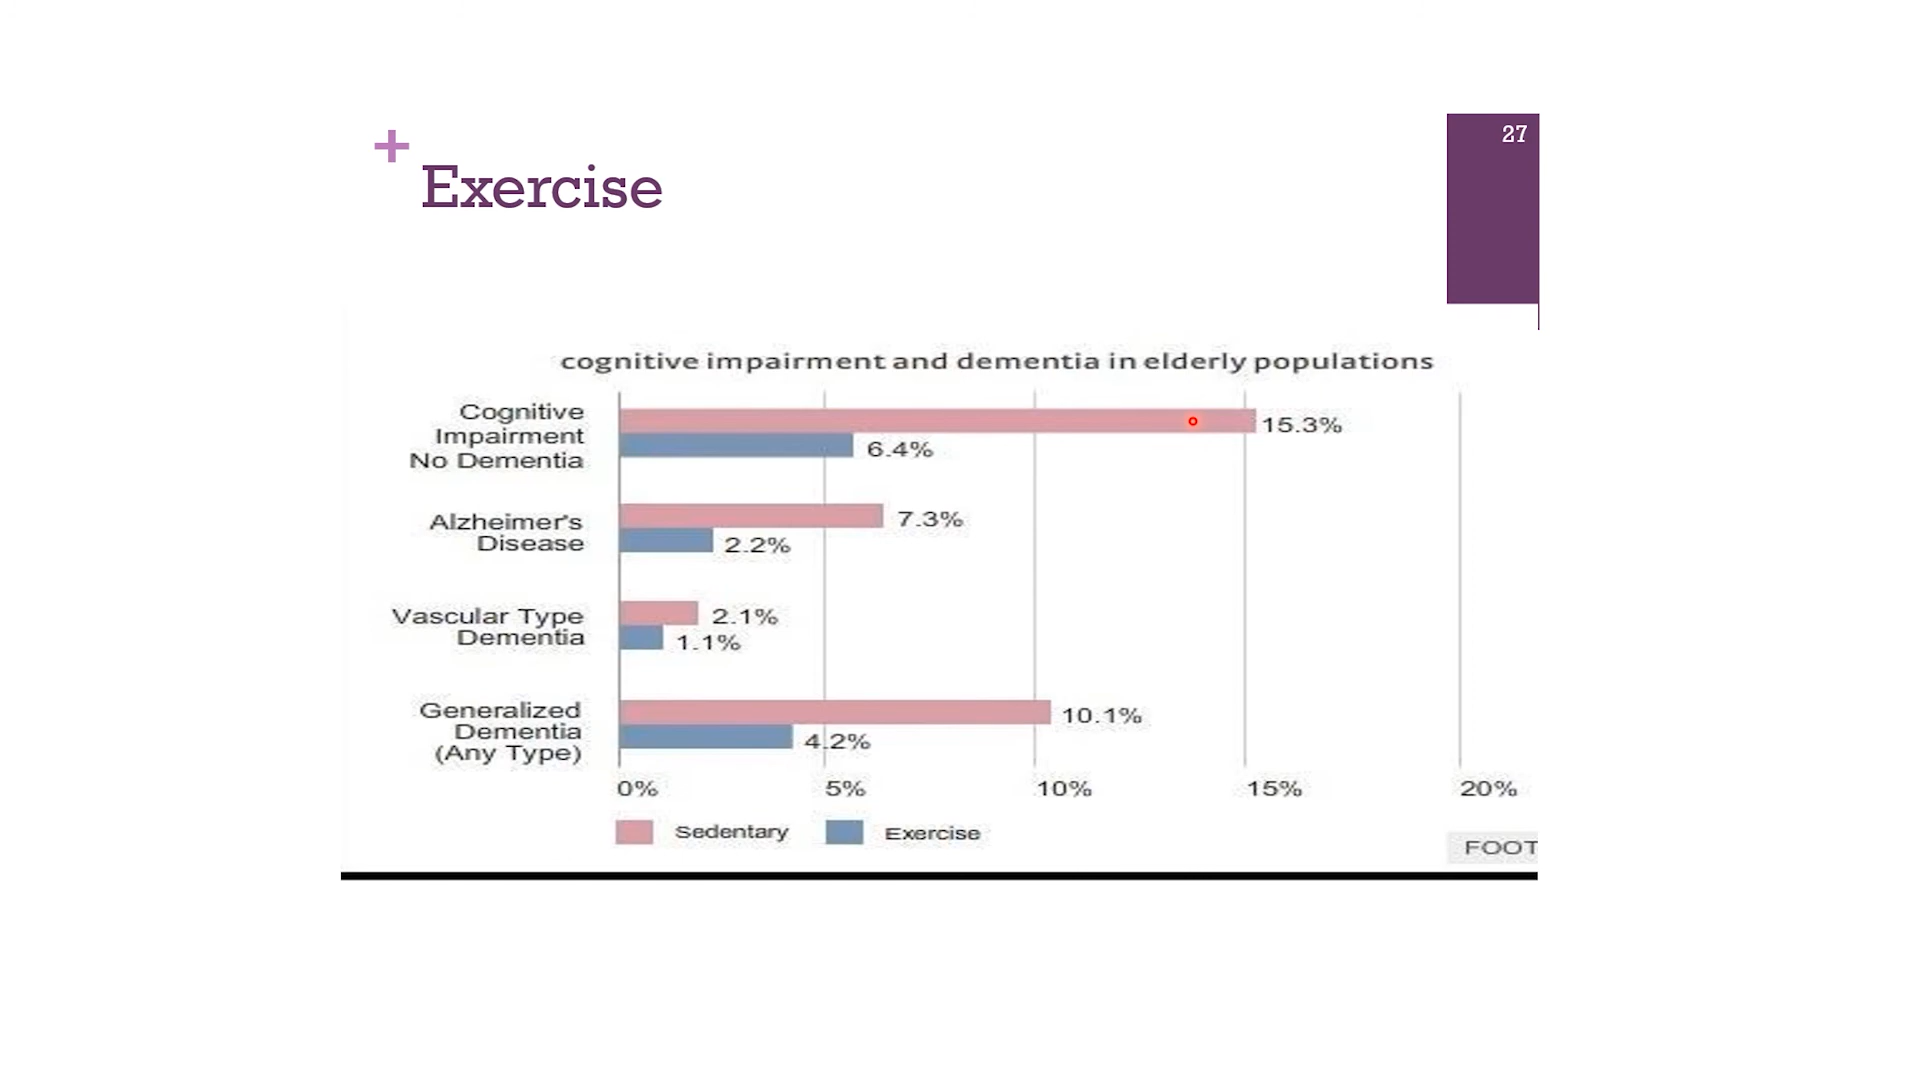 27
+
Exercise
cognitive impairment and dementia in elderly populations
Cognitive
Impairment
No Dementia
15.3%
6.4%
Alzheimer's
Disease
7.3%
2.2%
Vascular Type
Dementia
2.1%
1.1%
Generalized
Dementia
(Any Type)
10.1%
4.2%
0% 5% 10% 15% 20%
Sedentary Exercise
FOOT